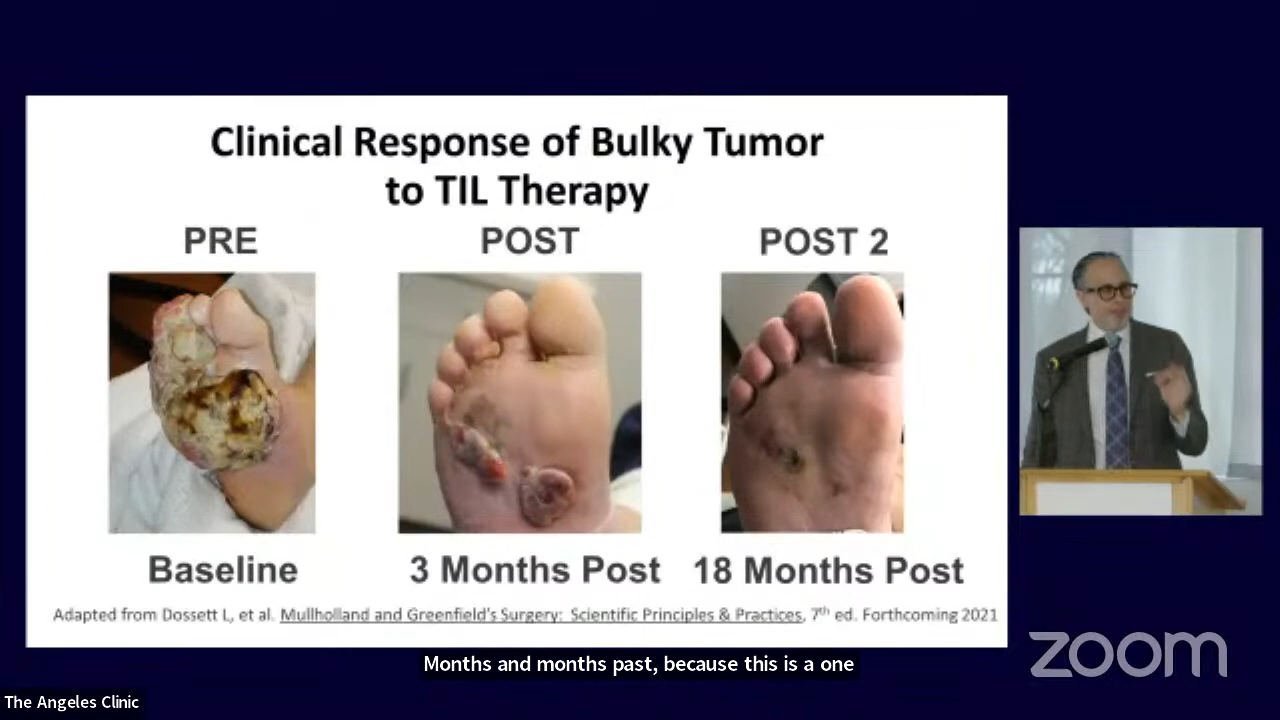 Clinical Response of Bulky Tumor
to TIL Therapy
PRE
POST
POST 2
Baseline
3 Months Post
18 Months Post
Adapted from Dossett L, et al. Mullholland and Greenfield's Surgery: Scientific Principles & Practices, 7th ed. Forthcoming 2021
Months and months past, because this is a one
The Angeles Clinic
zoom